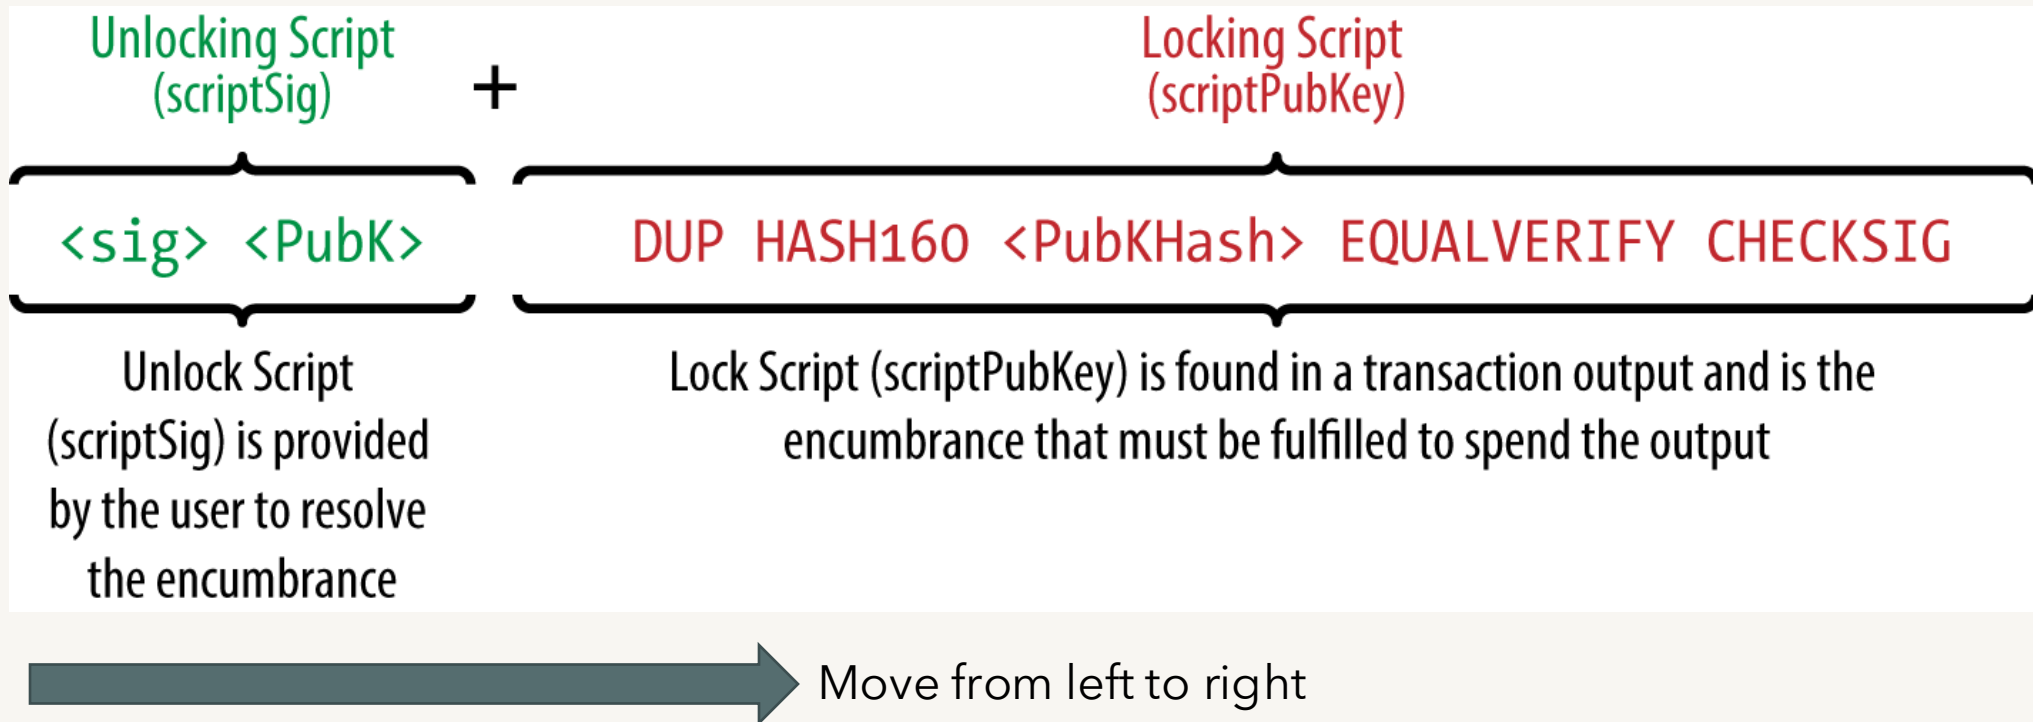 Unlocking Script
(scriptSig)
+
Locking Script
(scriptPubKey)
<sig> <PubK>
DUP HASH160 <PubKHash> EQUALVERIFY CHECKSIG
Unlock Script
(scriptSig) is provided
by the user to resolve
the encumbrance
Lock Script (scriptPubKey) is found in a transaction output and is the
encumbrance that must be fulfilled to spend the output
Move from left to right